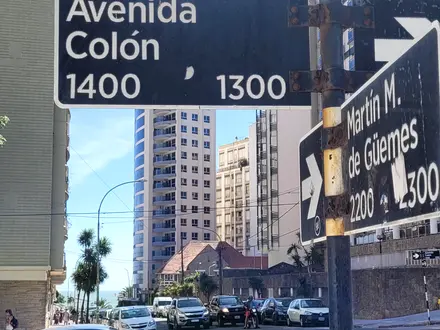 Avenida
Colón
1400 1300
Martín M.
de Güemes
2200 2300